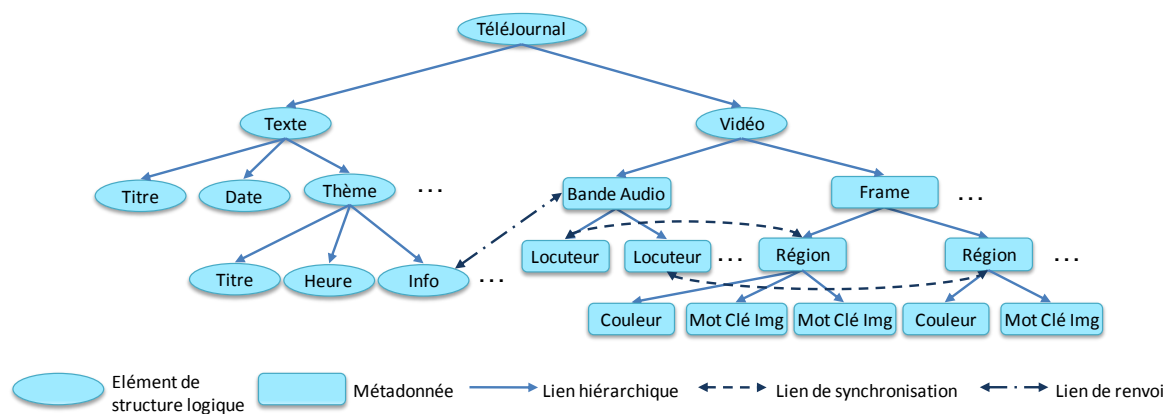 TéléJournal
Texte
Vidéo
Titre
Date
Thème
...
Bande Audio
Frame
...
Titre
Heure
Info
...
Locuteur
Locuteur
...
Région
Région
...
Couleur
Mot Clé Img
Mot Clé Img
Couleur
Mot Clé Img
Elément de
structure logique
Métadonnée
Lien hiérarchique
Lien de synchronisation
Lien de renvoi